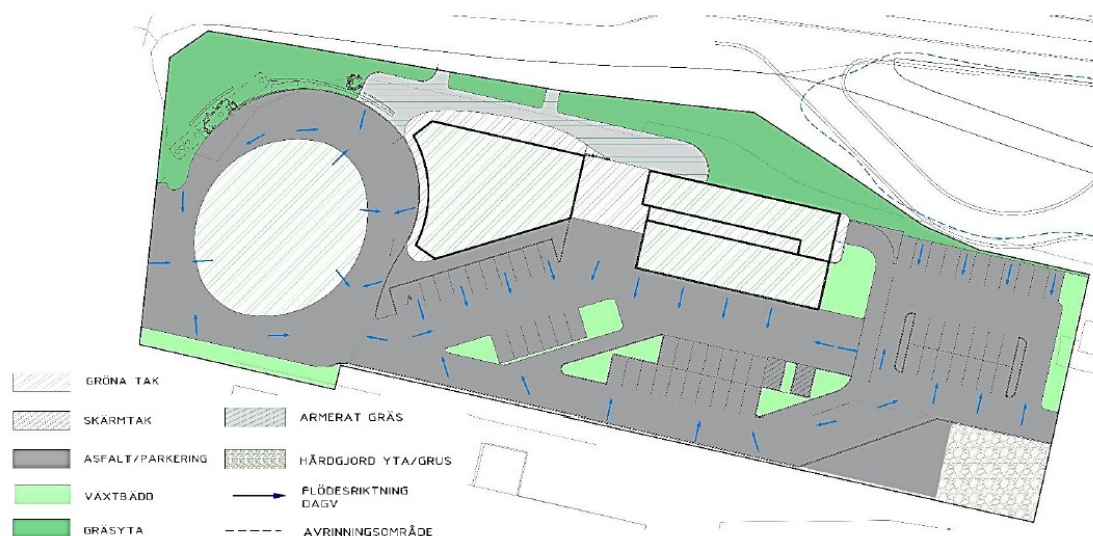 GRÖNA TAK
SKÄRMTAK
ASFALT/PARKERING
VÄXTBÄDD
GRÄSYTA
ARMERAT GRÄS
HÅRDGJORD YTA/GRUS
FLÖDESRIKTNING
DAGV
AVRINNINGSOMRÅDE